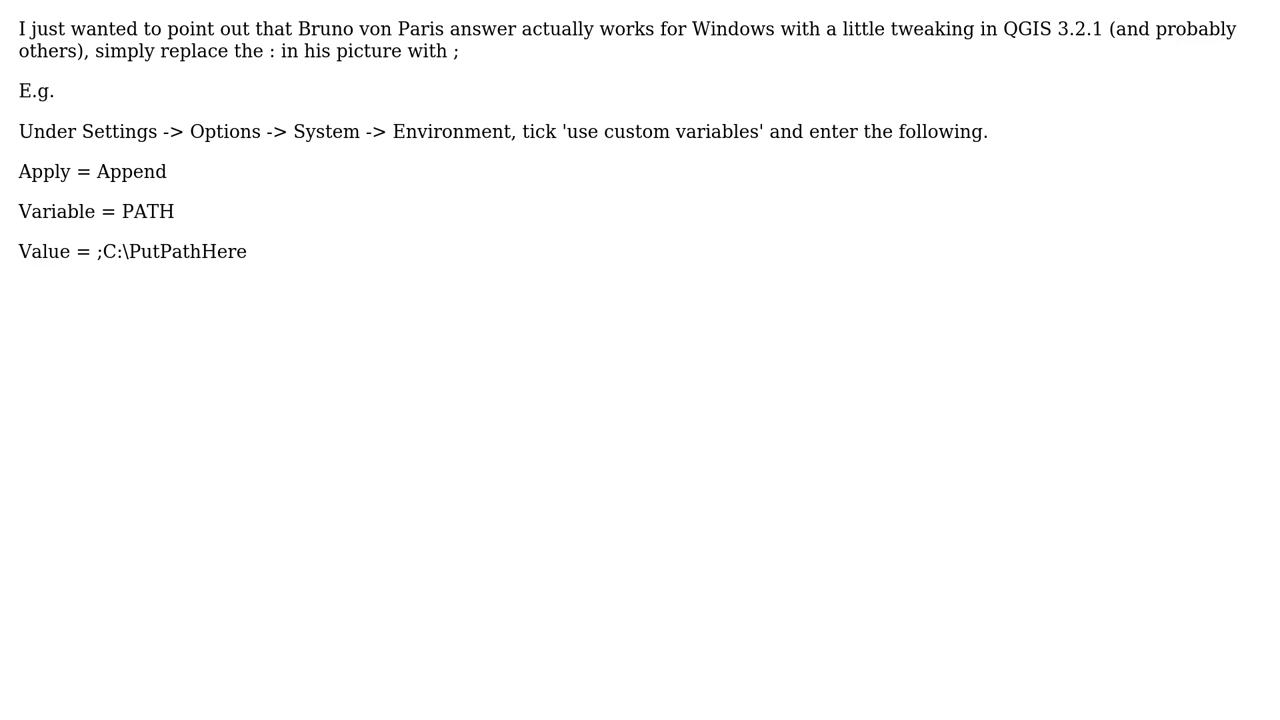 I just wanted to point out that Bruno von Paris answer actually works for Windows with a little tweaking in QGIS 3.2.1 (and probably
others), simply replace the : in his picture with ;
E.g.
Under Settings -> Options -> System -> Environment, tick 'use custom variables' and enter the following.
Apply = Append
Variable = PATH
Value = ;C:\PutPathHere